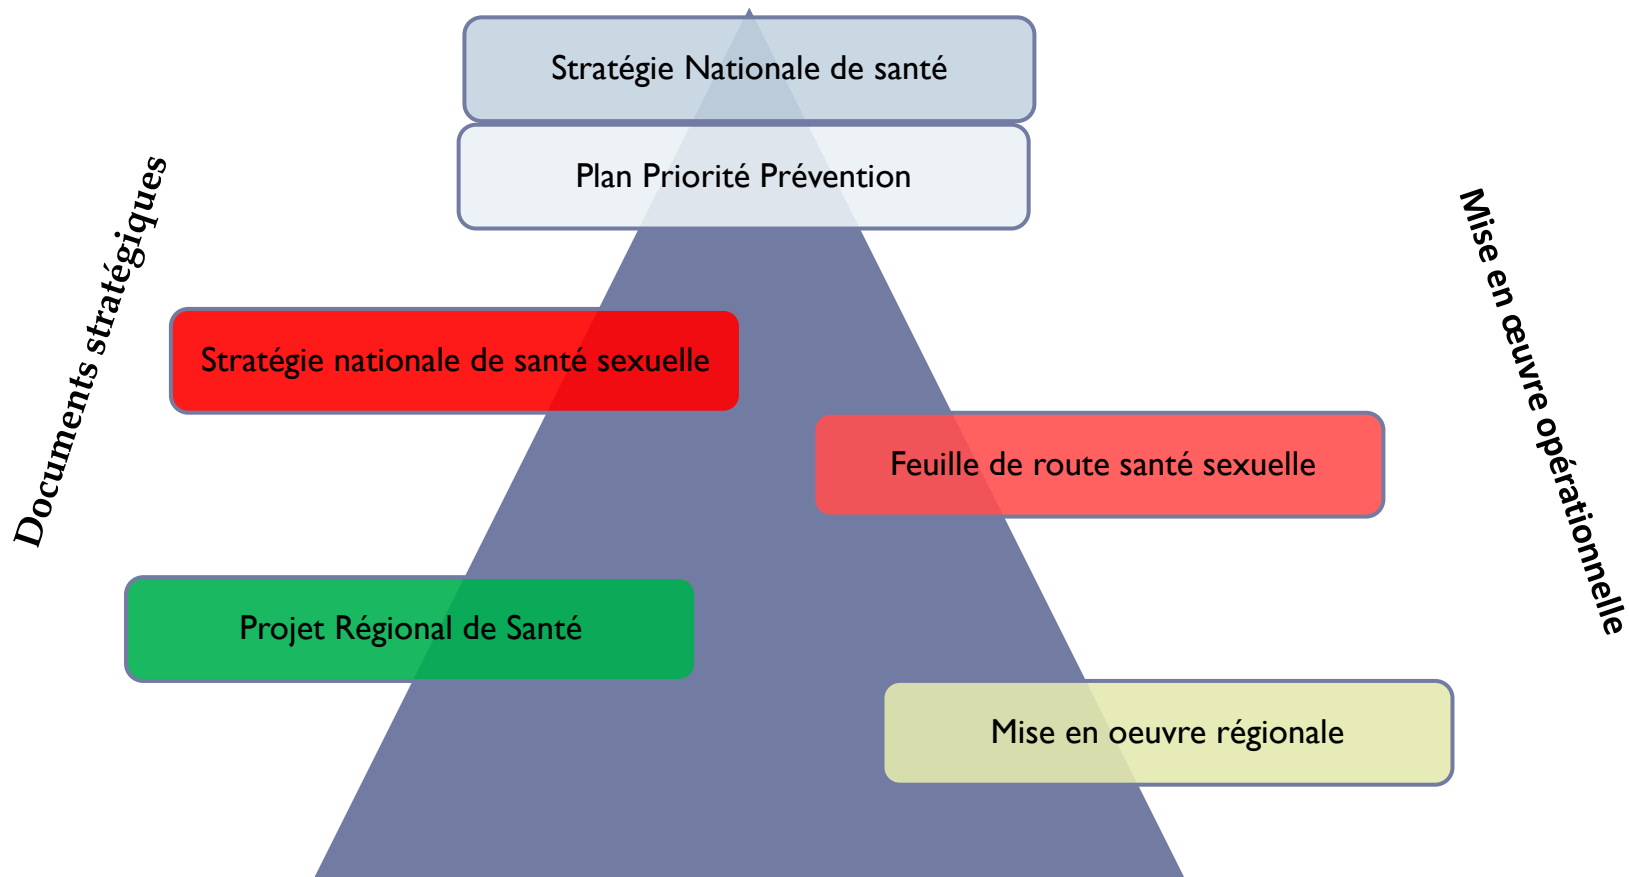 Stratégie Nationale de santé
Plan Priorité Prévention
Documents stratégiques
Mise en œuvre opérationnelle
Stratégie nationale de santé sexuelle
Feuille de route santé sexuelle
Projet Régional de Santé
Mise en oeuvre régionale